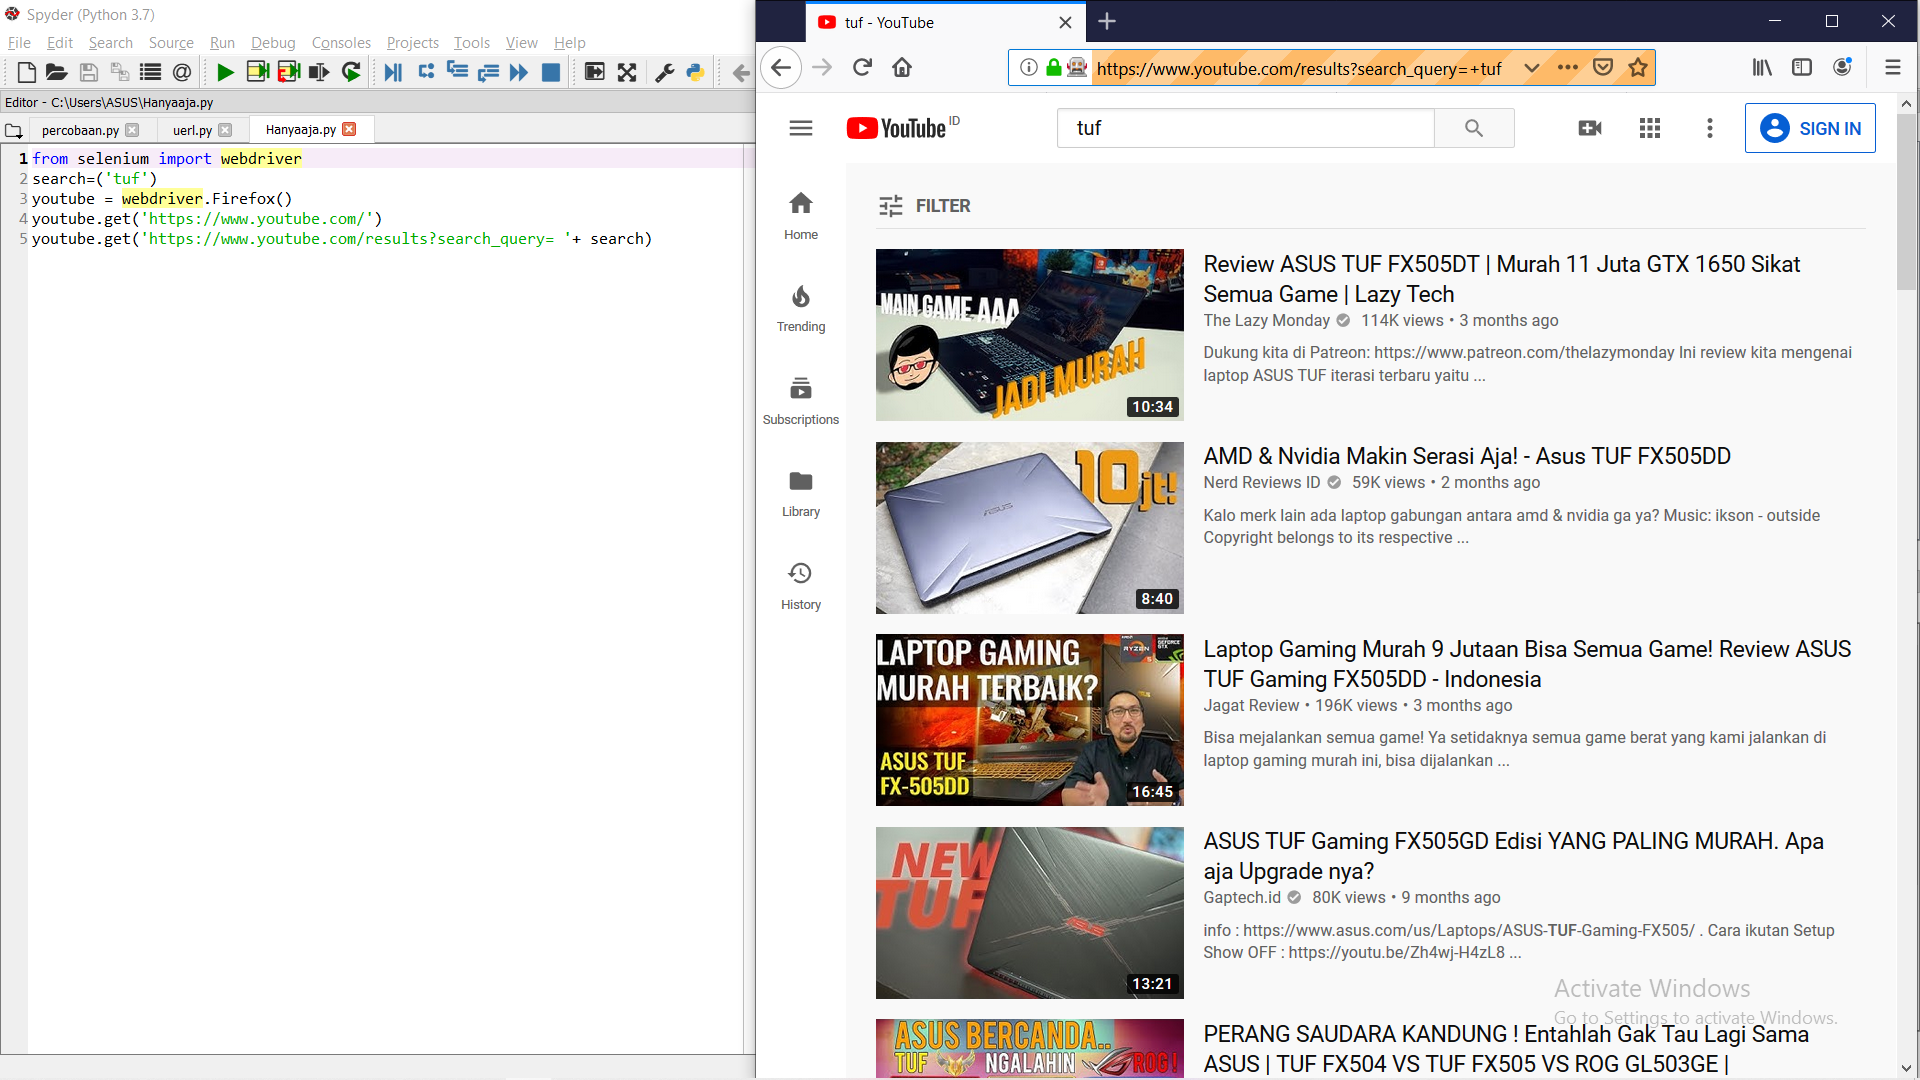 Spyder (Python 3.7)
File Edit Search Source Run Debug Consoles Projects Tools View Help
Editor - C:\Users\ASUS\Hanyaaja.py
percobaan.py uerl.py Hanyaaja.py
1 from selenium import webdriver
2 search=('tuf')
3 youtube = webdriver.Firefox()
4 youtube.get('https://www.youtube.com/')
5 youtube.get('https://www.youtube.com/results?search_query= '+ search)
tuf - YouTube
https://www.youtube.com/results?search_query=+tuf
YouTube ID
tuf
SIGN IN
Home
Trending
Subscriptions
Library
History
FILTER
MAIN GAME AAA
JADI MURAH
10:34
Review ASUS TUF FX505DT | Murah 11 Juta GTX 1650 Sikat
Semua Game | Lazy Tech
The Lazy Monday 114K views • 3 months ago
Dukung kita di Patreon: https://www.patreon.com/thelazymonday Ini review kita mengenai
laptop ASUS TUF iterasi terbaru yaitu ...
10jt!
ASUS
8:40
AMD & Nvidia Makin Serasi Aja! - Asus TUF FX505DD
Nerd Reviews ID 59K views • 2 months ago
Kalo merk lain ada laptop gabungan antara amd & nvidia ga ya? Music: ikson - outside
Copyright belongs to its respective ...
LAPTOP GAMING
MURAH TERBAIK?
RYZEN
GEFORCE
GTX
ASUS TUF
FX-505DD
16:45
Laptop Gaming Murah 9 Jutaan Bisa Semua Game! Review ASUS
TUF Gaming FX505DD - Indonesia
Jagat Review • 196K views • 3 months ago
Bisa mejalankan semua game! Ya setidaknya semua game berat yang kami jalankan di
laptop gaming murah ini, bisa dijalankan ...
NEW
TUF
13:21
ASUS TUF Gaming FX505GD Edisi YANG PALING MURAH. Apa
aja Upgrade nya?
Gaptech.id 80K views • 9 months ago
info : https://www.asus.com/us/Laptops/ASUS-TUF-Gaming-FX505/ . Cara ikutan Setup
Show OFF : https://youtu.be/Zh4wj-H4zL8 ...
Activate Windows
Go to Settings to activate Windows.
ASUS BERCANDA..
TUF NGALAHIN ROG!
PERANG SAUDARA KANDUNG ! Entahlah Gak Tau Lagi Sama
ASUS | TUF FX504 VS TUF FX505 VS ROG GL503GE |